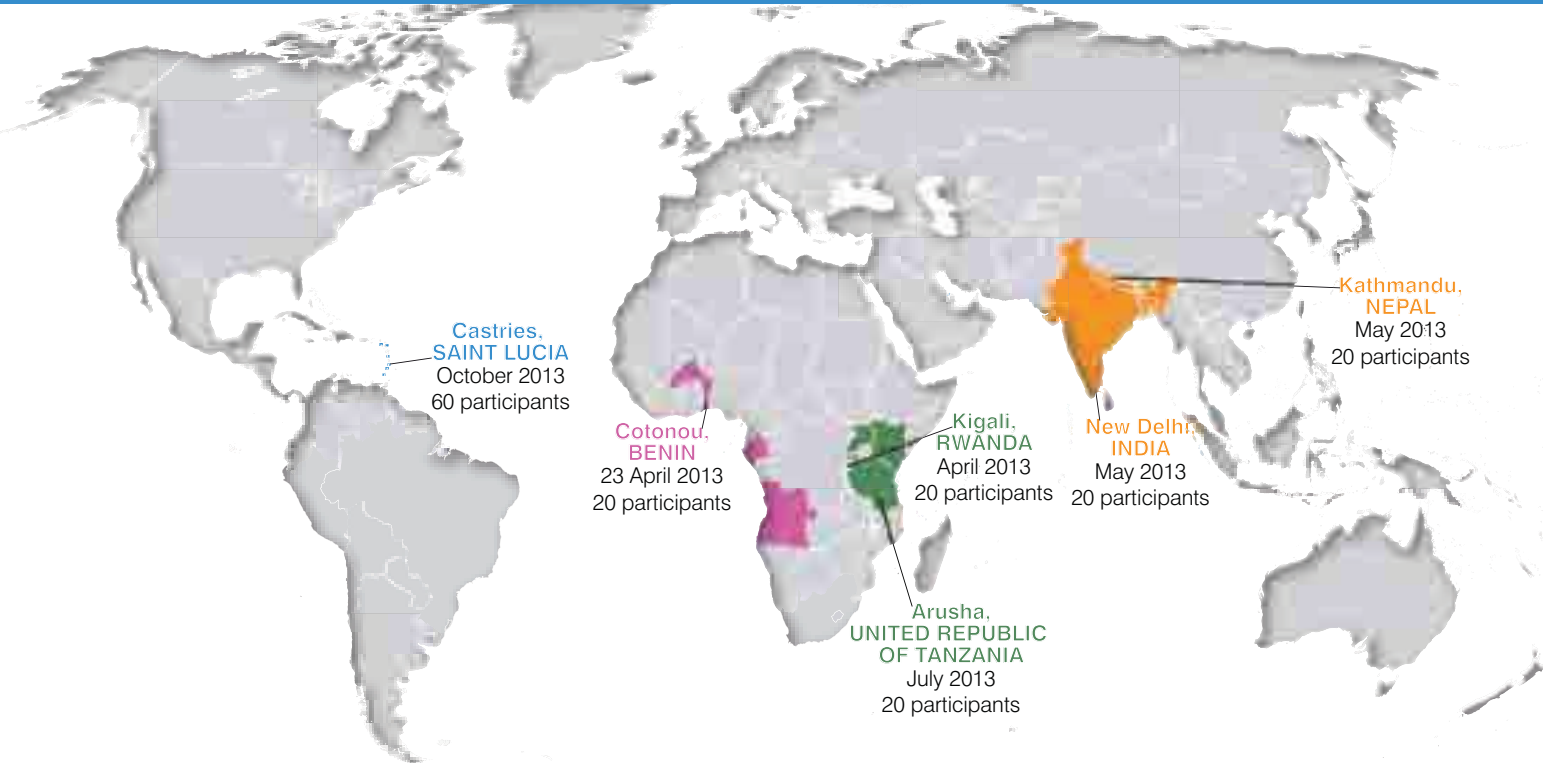 Castries,
SAINT LUCIA
October 2013
60 participants
Cotonou,
BENIN
23 April 2013
20 participants
Kigali,
RWANDA
April 2013
20 participants
Arusha,
UNITED REPUBLIC
OF TANZANIA
July 2013
20 participants
New Delhi,
INDIA
May 2013
20 participants
Kathmandu,
NEPAL
May 2013
20 participants